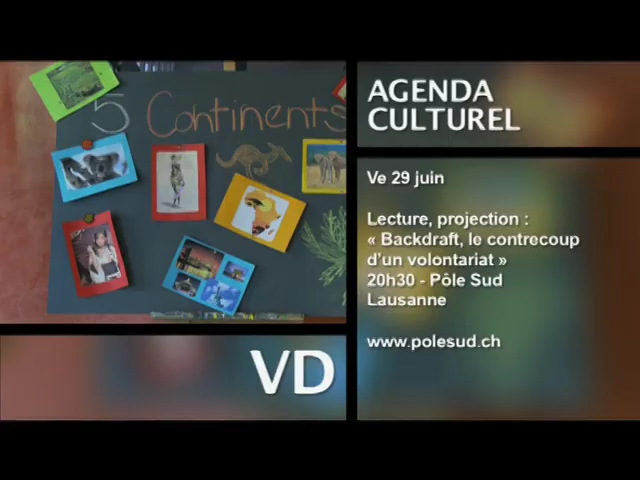 5 Continents
AGENDA
CULTUREL
Ve 29 juin
Lecture, projection :
« Backdraft, le contrecoup
d'un volontariat »
20h30 - Pôle Sud
Lausanne
www.polesud.ch
VD